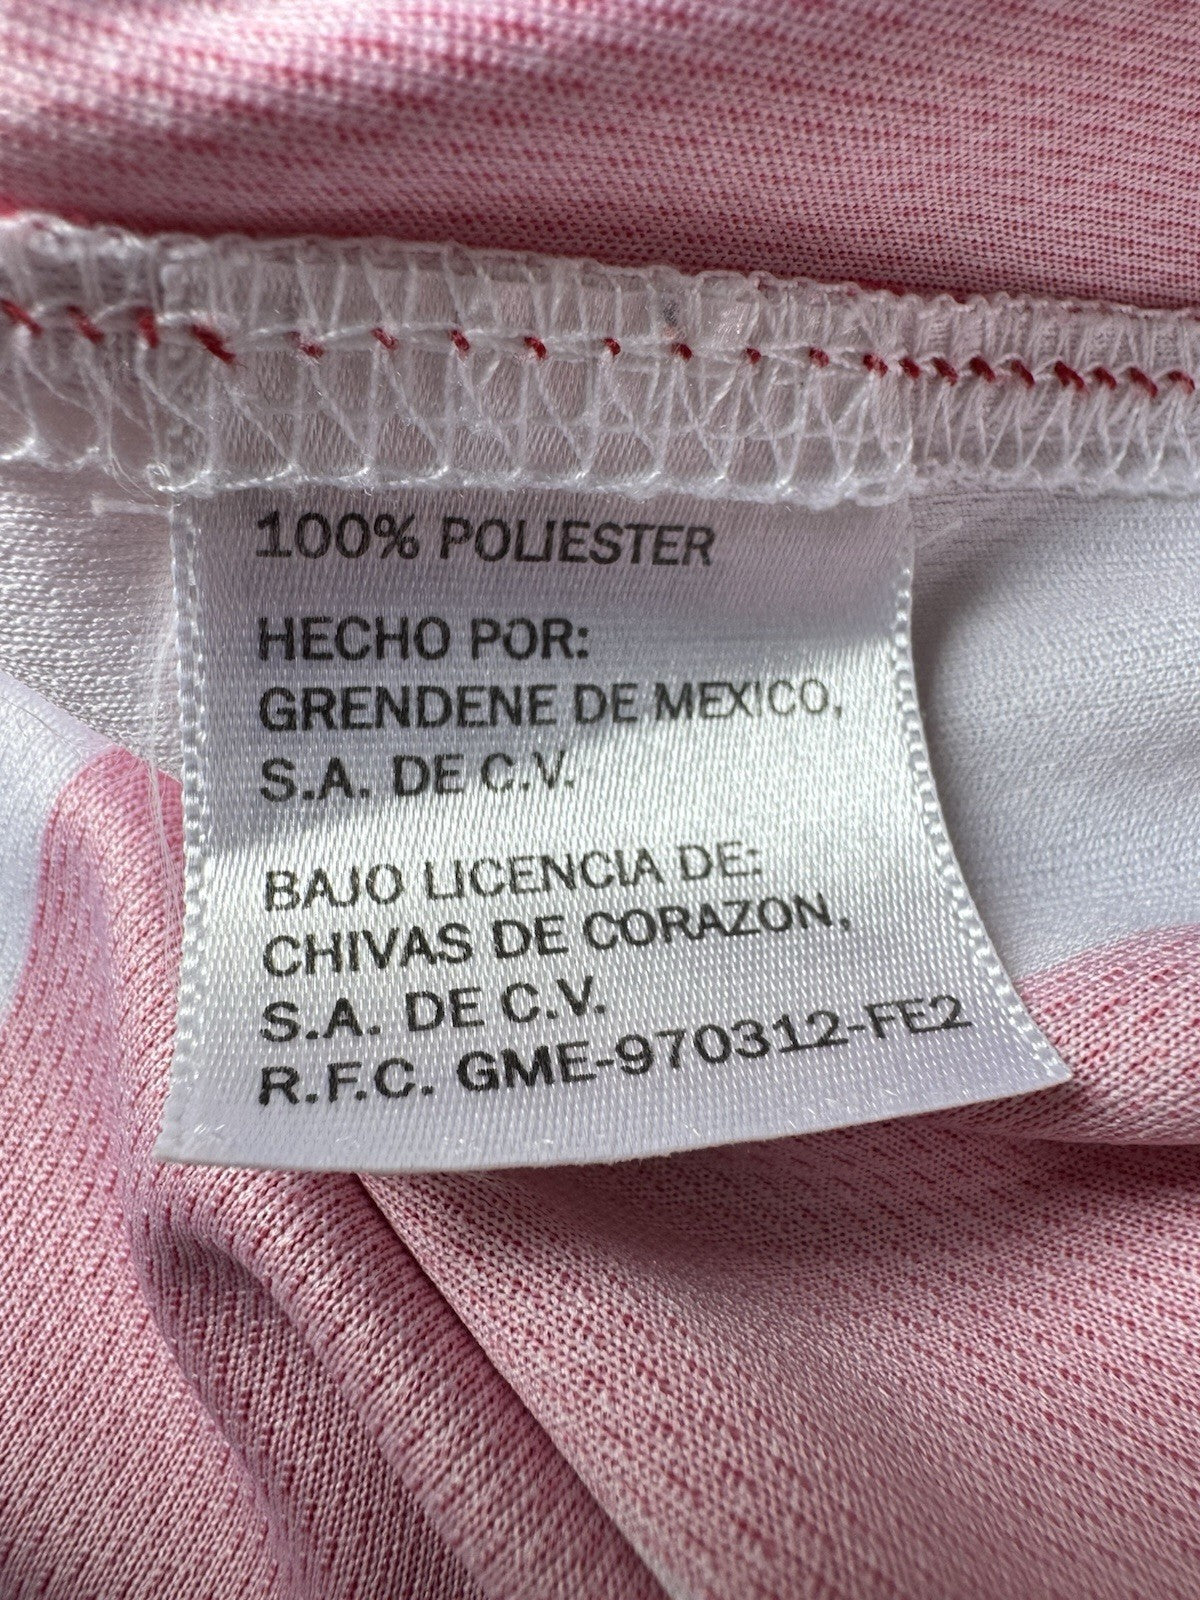 100% POLIESTER
HECHO POR:
GRENDENE DE MEXICO,
S.A. DE C.V.
BAJO LICENCIA DE:
CHIVAS DE CORAZON,
S.A. DE C.V.
R.F.C. GME-970312-FE2